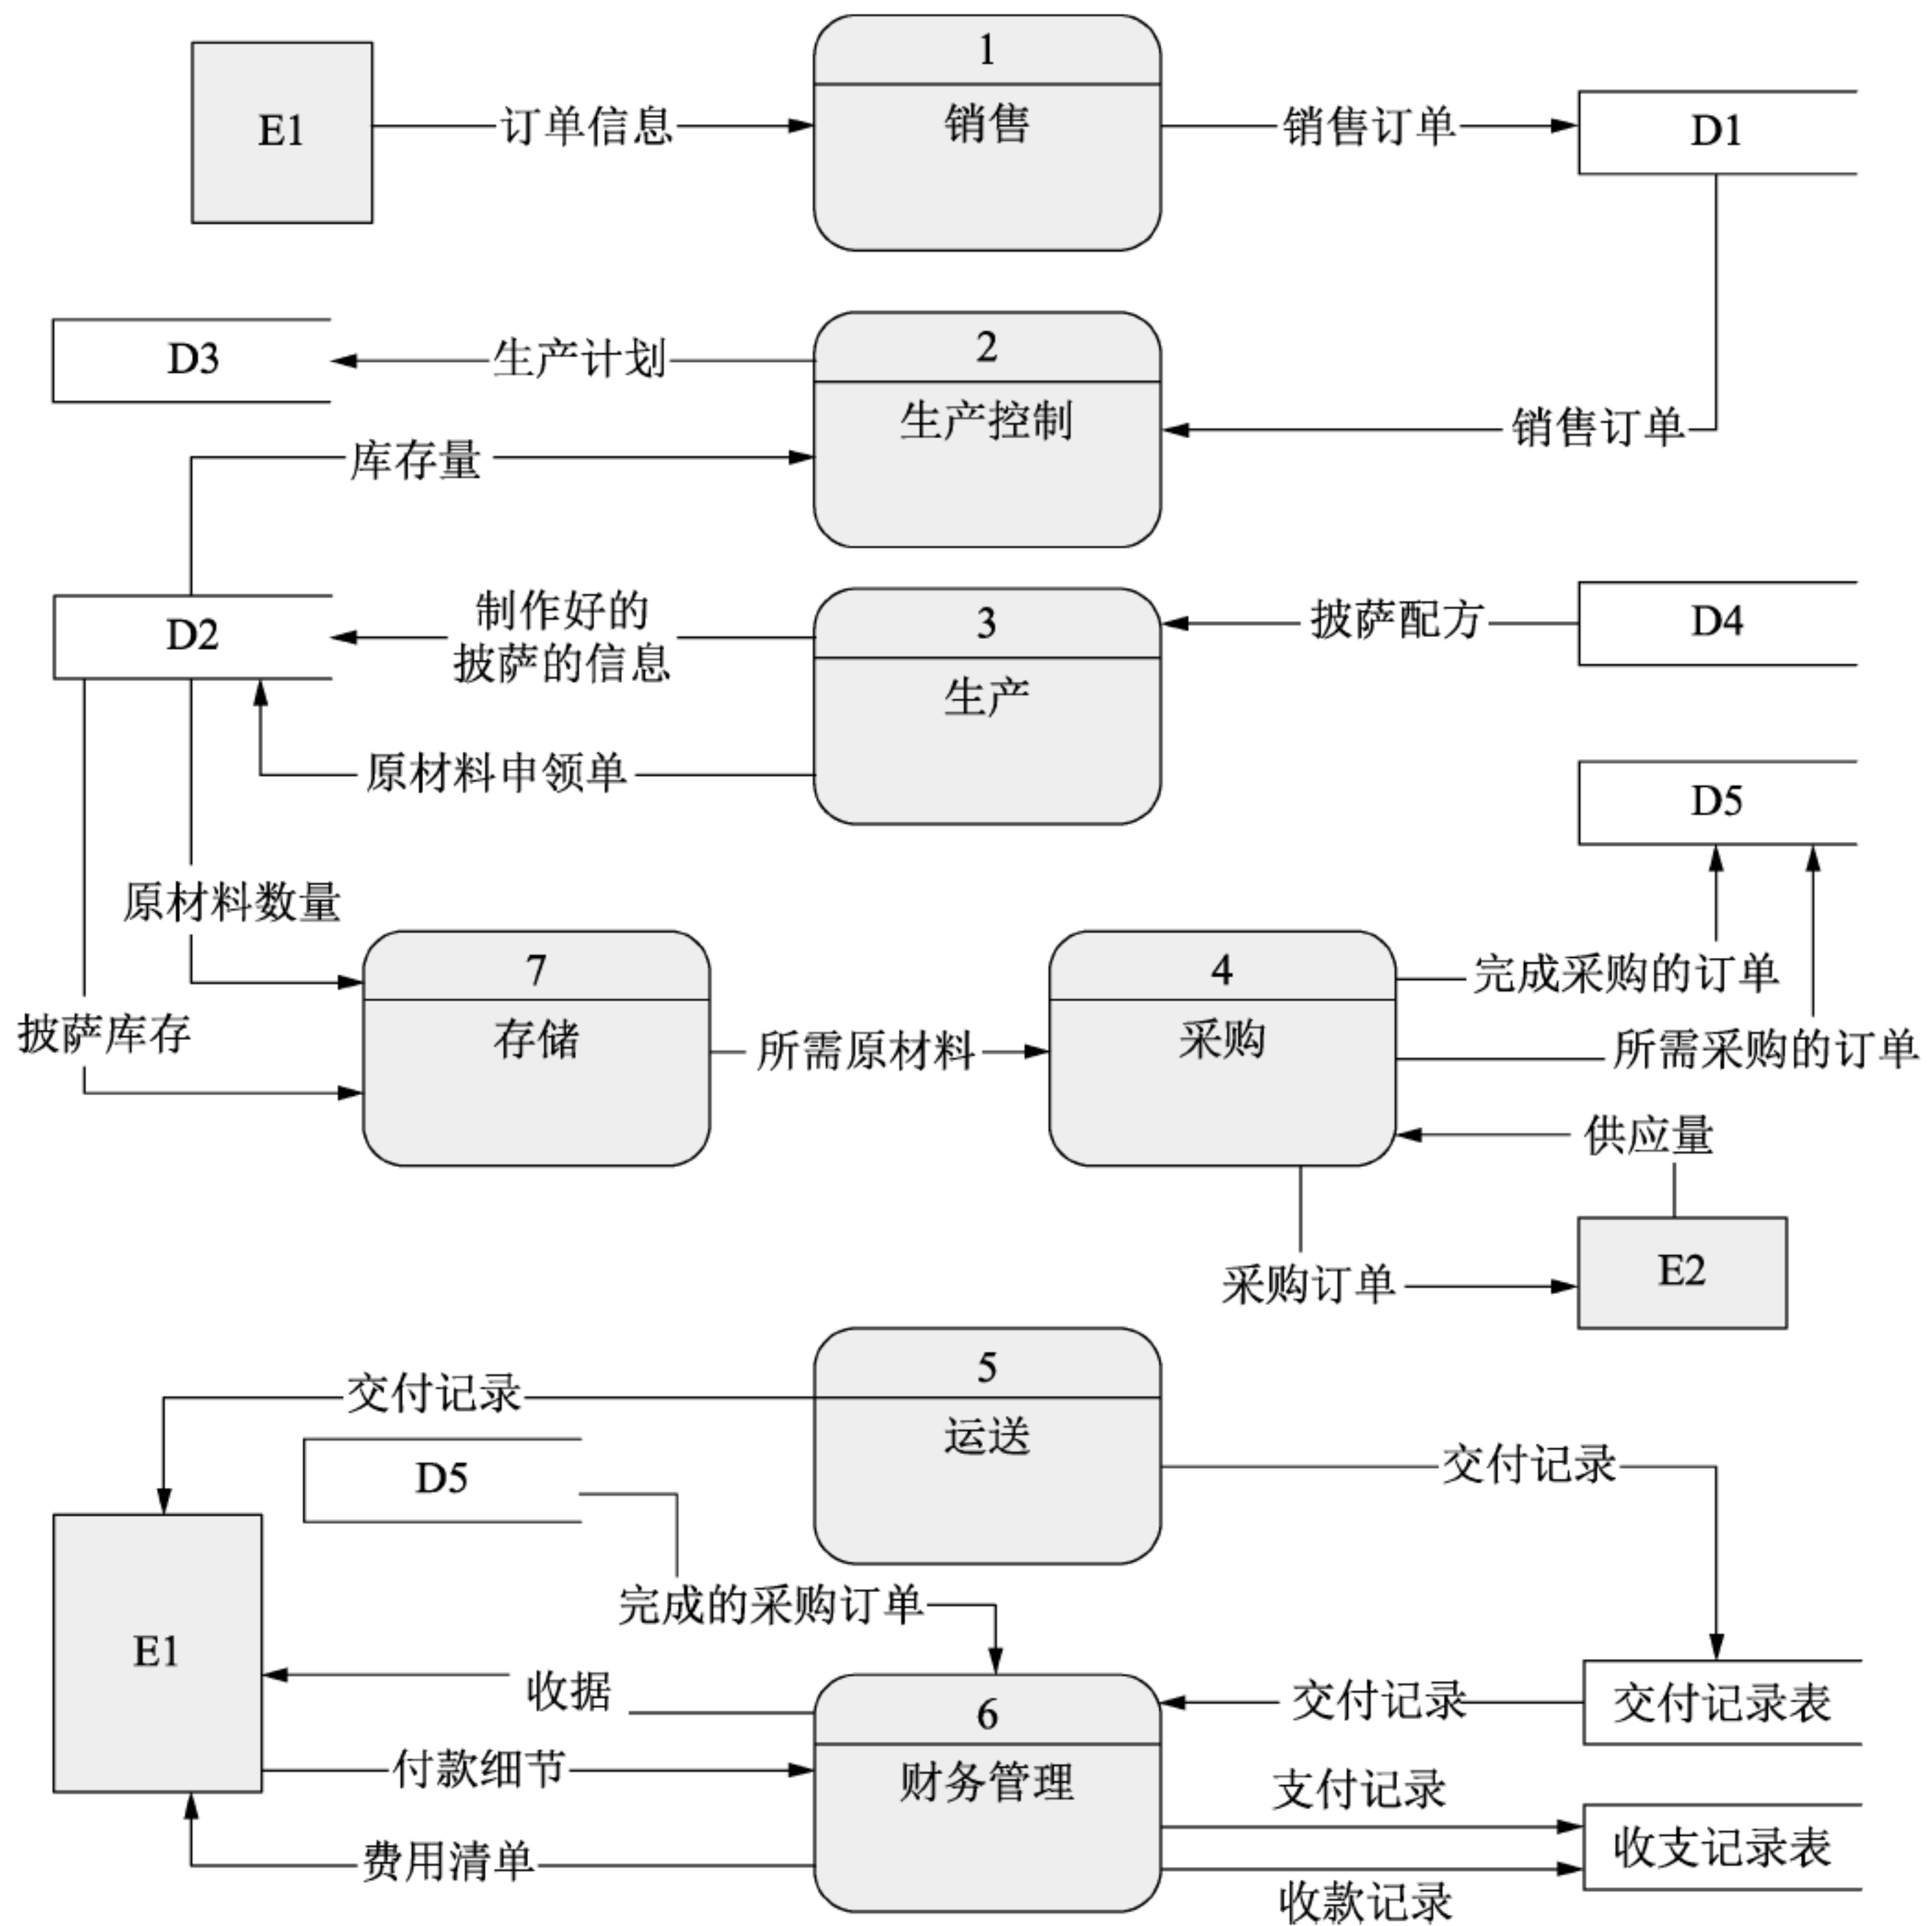 1
E1
订单信息
销售
销售订单
D1
2
D3
生产计划
生产控制
销售订单
库存量
制作好的
披萨的信息
D2
3
披萨配方
D4
生产
原材料申领单
D5
原材料数量
7
4
完成采购的订单
披萨库存
存储
所需原材料
采购
所需采购的订单
供应量
采购订单
E2
5
交付记录
运送
交付记录
D5
完成的采购订单
E1
收据
6
交付记录
交付记录表
付款细节
财务管理
支付记录
收支记录表
费用清单
收款记录